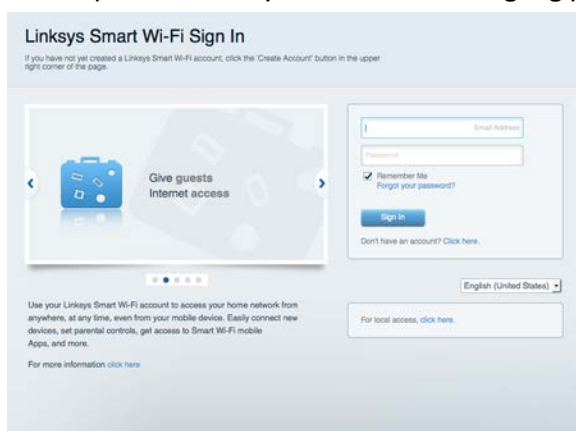 Linksys Smart Wi-Fi Sign In
If you have not yet created a Linksys Smart Wi-Fi account, click the 'Create Account' button in the upper
right corner of the page.
Give guests
Internet access
Email Address
Password
Remember Me
Forgot your password?
Sign In
Don't have an account? Click here.
English (United States)
Use your Linksys Smart Wi-Fi account to access your home network from
anywhere, at any time, even from your mobile device. Easily connect new
devices, set parental controls, get access to Smart Wi-Fi mobile
Apps, and more.
For more information click here
For local access, click here.